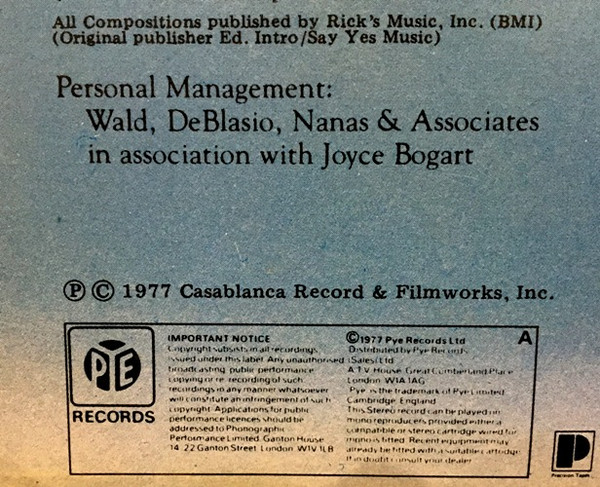 All Compositions published by Rick's Music, Inc. (BMI)
(Original publisher Ed. Intro/Say Yes Music)
Personal Management:
Wald, DeBlasio, Nanas & Associates
in association with Joyce Bogart
Ⓟ © 1977 Casablanca Record & Filmworks, Inc.
PYE
RECORDS
IMPORTANT NOTICE
Copyright subsists in all recordings
issued under this label. Any unauthorised
broadcasting public performance
copying or re-recording of such
recordings in any manner whatsoever
will constitute an infringement of such
copyright. Applications for public
performance licences should be
addressed to Phonographic
Performance Limited. Ganton House
14-22 Ganton Street London W1V 1LB
©1977 Pye Records Ltd
Distributed by Pye Records
(Sales) Ltd
A.T.V. House, Great Cumberland Place
London W1A 1AG
Pye is the trademark of Pye Limited
Cambridge England
This Stereo record can be played on
mono reproducers provided either a
compatible or stereo cartridge wired for
mono is fitted. Recent equipment may
already be fitted with a suitable cartridge
If in doubt consult your dealer
A
P
Precision Tapes